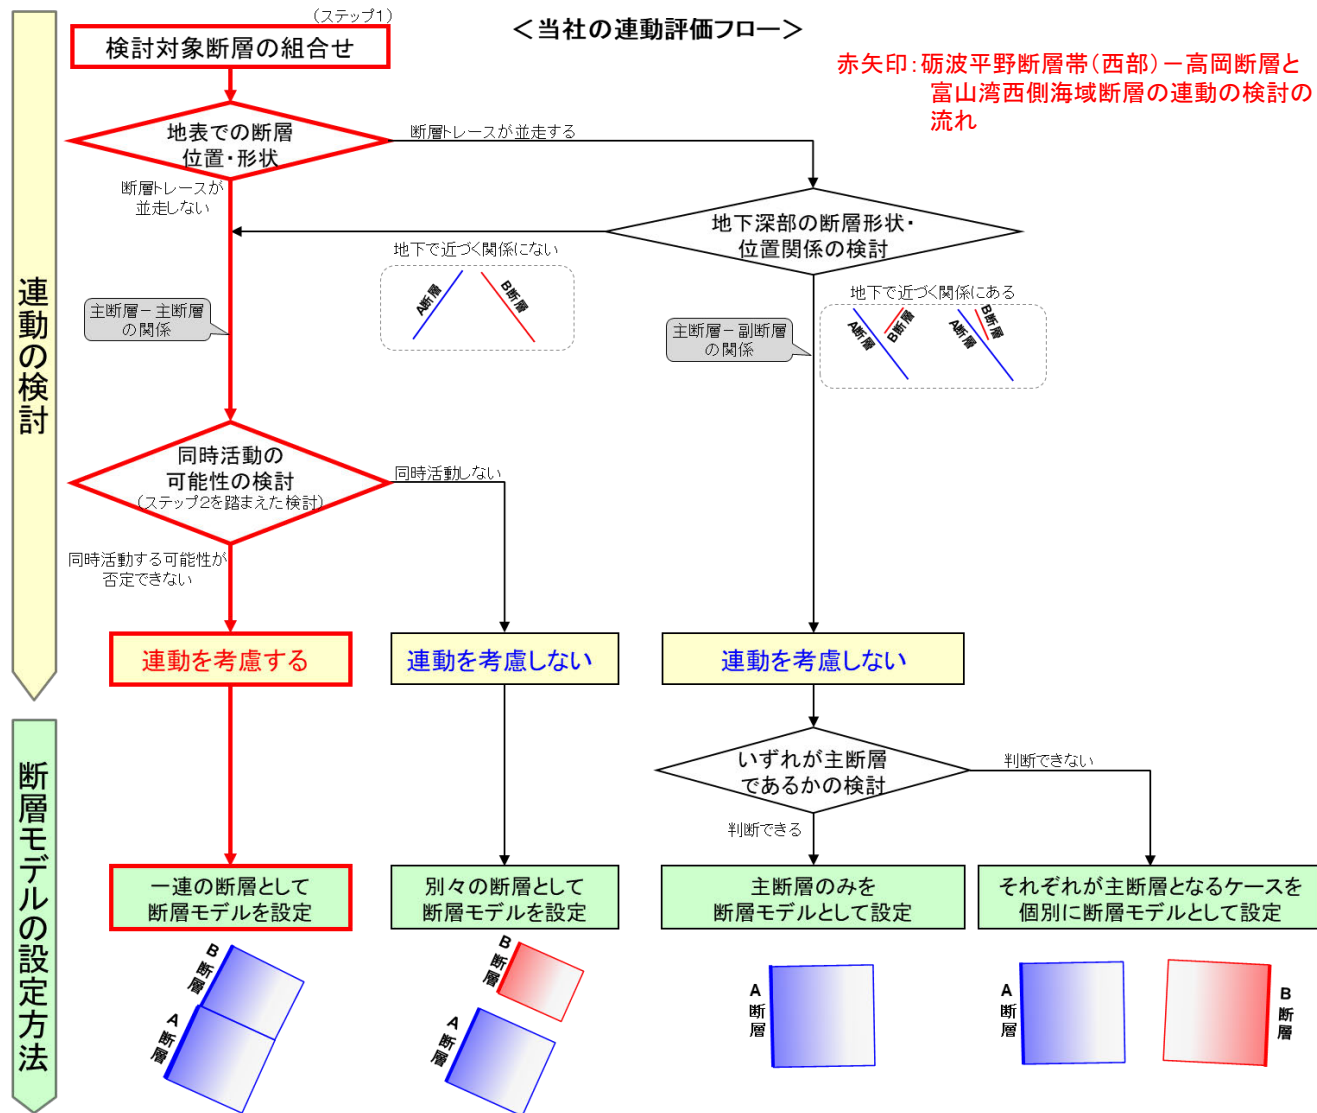 ＜当社の連動評価フロー＞
赤矢印：砺波平野断層帯（西部）－高岡断層と
富山湾西側海域断層の連動の検討の
流れ
連動の検討
断層モデルの設定方法
（ステップ1）
検討対象断層の組合せ
地表での断層
位置・形状
断層トレースが並走する
断層トレースが
並走しない
地下深部の断層形状・
位置関係の検討
地下で近づく関係にない
A断層
B断層
地下で近づく関係にある
A断層
B断層
A断層
B断層
主断層－主断層
の関係
主断層－副断層
の関係
同時活動の
可能性の検討
（ステップ2を踏まえた検討）
同時活動しない
同時活動する可能性が
否定できない
連動を考慮する
連動を考慮しない
連動を考慮しない
いずれが主断層
であるかの検討
判断できない
判断できる
一連の断層として
断層モデルを設定
別々の断層として
断層モデルを設定
主断層のみを
断層モデルとして設定
それぞれが主断層となるケースを
個別に断層モデルとして設定
B断層
A断層
B断層
A断層
A断層
A断層
B断層